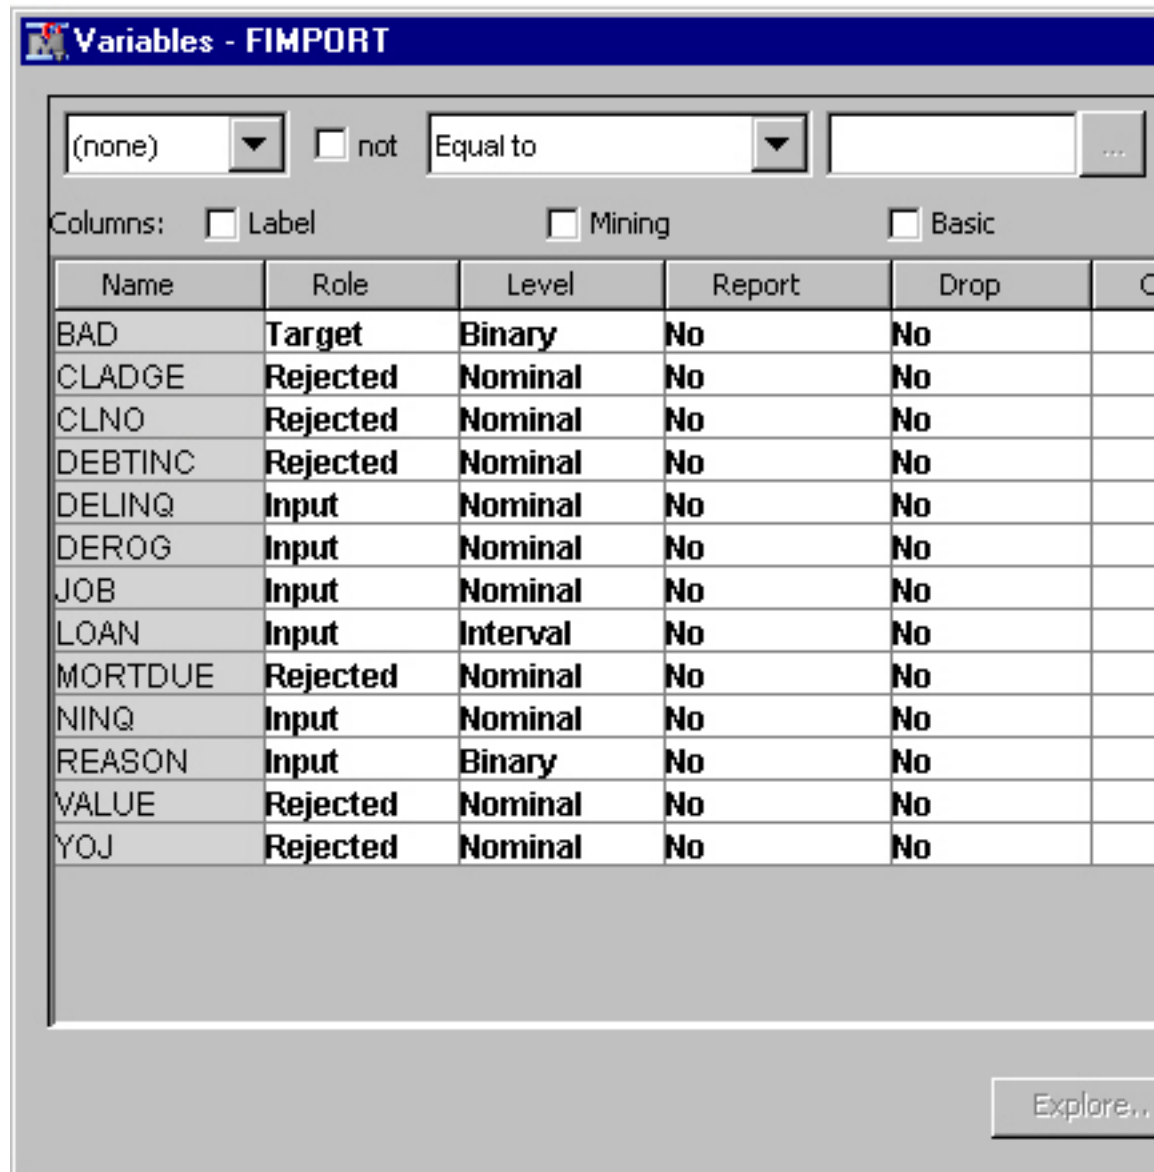 Variables - FIMPORT
(none) not Equal to ...
Columns: Label Mining Basic
Name Role Level Report Drop
BAD Target Binary No No
CLADGE Rejected Nominal No No
CLNO Rejected Nominal No No
DEBTINC Rejected Nominal No No
DELINQ Input Nominal No No
DEROG Input Nominal No No
JOB Input Nominal No No
LOAN Input Interval No No
MORTDUE Rejected Nominal No No
NINQ Input Nominal No No
REASON Input Binary No No
VALUE Rejected Nominal No No
YOJ Rejected Nominal No No
Explore..